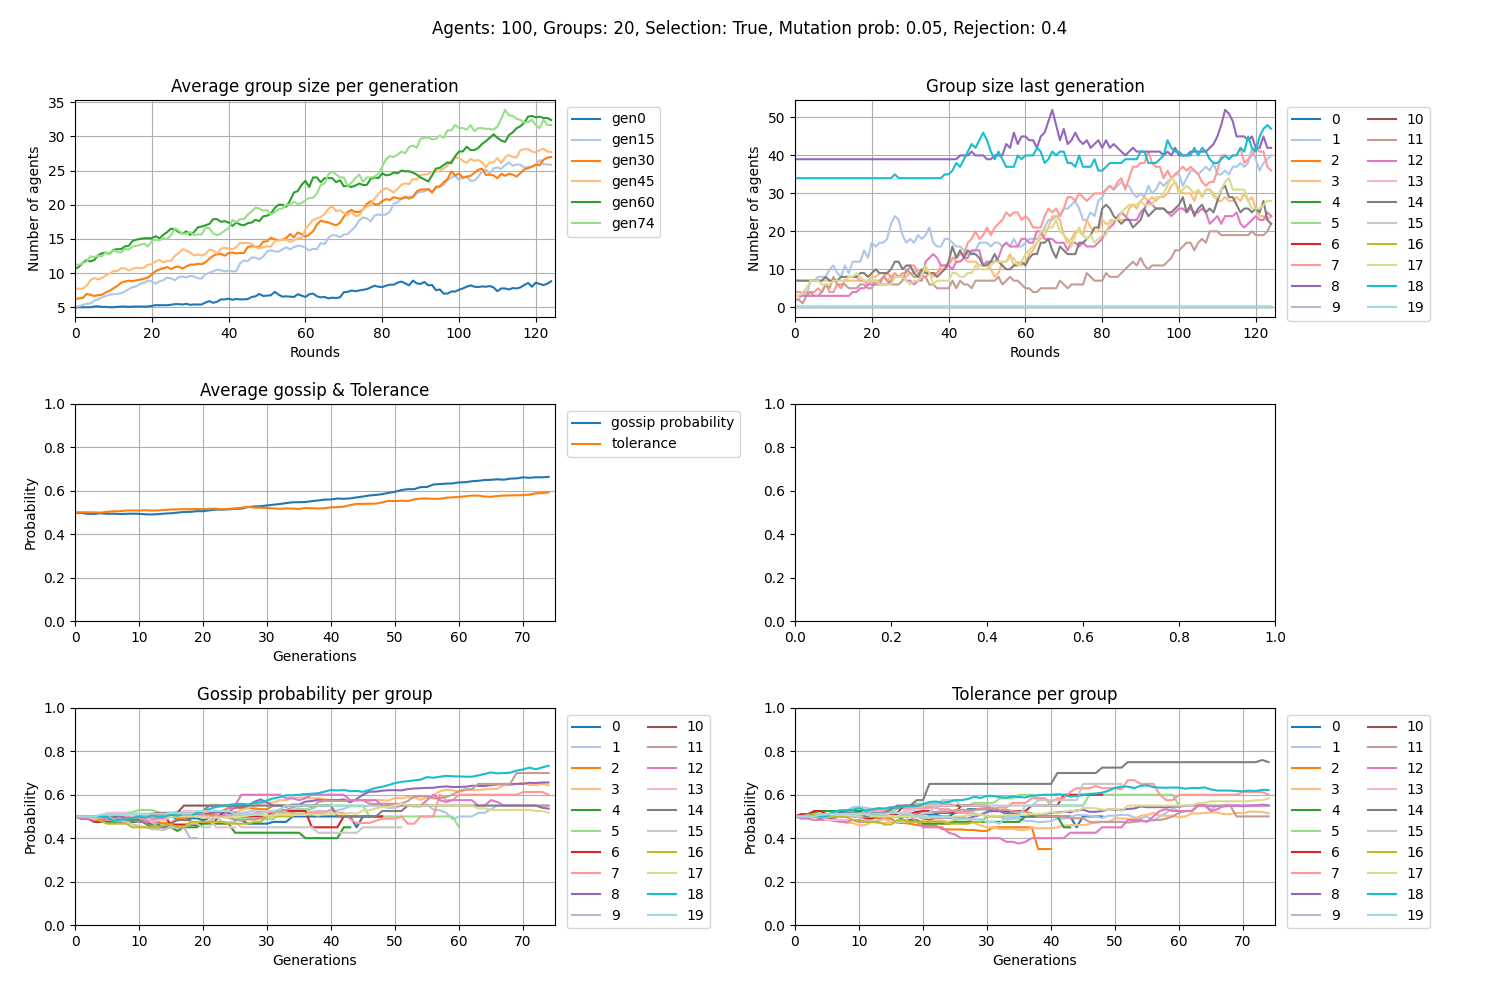 Agents: 100, Groups: 20, Selection: True, Mutation prob: 0.05, Rejection: 0.4
Average group size per generation
Number of agents
35
30
25
20
15
10
5
0 20 40 60 80 100 120
Rounds
gen0
gen15
gen30
gen45
gen60
gen74
Group size last generation
Number of agents
50
40
30
20
10
0
0 20 40 60 80 100 120
Rounds
0 10
1 11
2 12
3 13
4 14
5 15
6 16
7 17
8 18
9 19
Average gossip & Tolerance
Probability
1.0
0.8
0.6
0.4
0.2
0.0
0 10 20 30 40 50 60 70
Generations
gossip probability
tolerance
1.0
0.8
0.6
0.4
0.2
0.0
0.0 0.2 0.4 0.6 0.8 1.0
Gossip probability per group
Probability
1.0
0.8
0.6
0.4
0.2
0.0
0 10 20 30 40 50 60 70
Generations
0 10
1 11
2 12
3 13
4 14
5 15
6 16
7 17
8 18
9 19
Tolerance per group
Probability
1.0
0.8
0.6
0.4
0.2
0.0
0 10 20 30 40 50 60 70
Generations
0 10
1 11
2 12
3 13
4 14
5 15
6 16
7 17
8 18
9 19